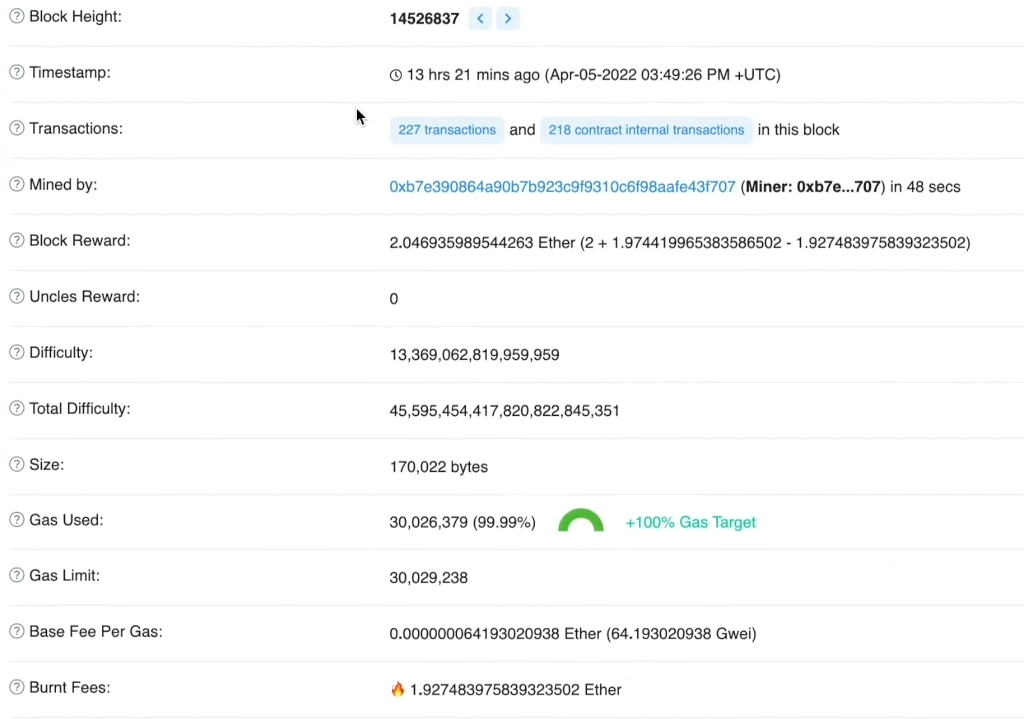 Block Height: 14526837
Timestamp: 13 hrs 21 mins ago (Apr-05-2022 03:49:26 PM +UTC)
Transactions: 227 transactions and 218 contract internal transactions in this block
Mined by: 0xb7e390864a90b7b923c9f9310c6f98aafe43f707 (Miner: 0xb7e...707) in 48 secs
Block Reward: 2.046935989544263 Ether (2 + 1.974419965383586502 - 1.927483975839323502)
Uncles Reward: 0
Difficulty: 13,369,062,819,959,959
Total Difficulty: 45,595,454,417,820,822,845,351
Size: 170,022 bytes
Gas Used: 30,026,379 (99.99%) +100% Gas Target
Gas Limit: 30,029,238
Base Fee Per Gas: 0.000000064193020938 Ether (64.193020938 Gwei)
Burnt Fees: 🔥 1.927483975839323502 Ether